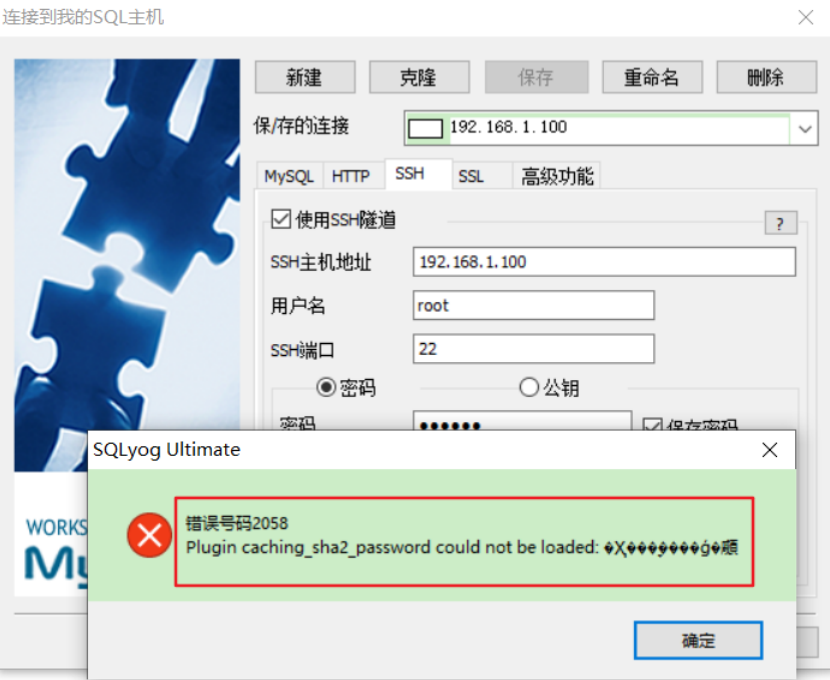 连接到我的SQL主机
新建 克隆 保存 重命名 删除
保/存的连接 192.168.1.100
MySQL HTTP SSH SSL 高级功能
使用SSH隧道 ?
SSH主机地址 192.168.1.100
用户名 root
SSH端口 22
密码 公钥
密码 •••••• 保存密码
SQLyog Ultimate
错误号码2058
Plugin caching_sha2_password could not be loaded:
WORKS
My
确定